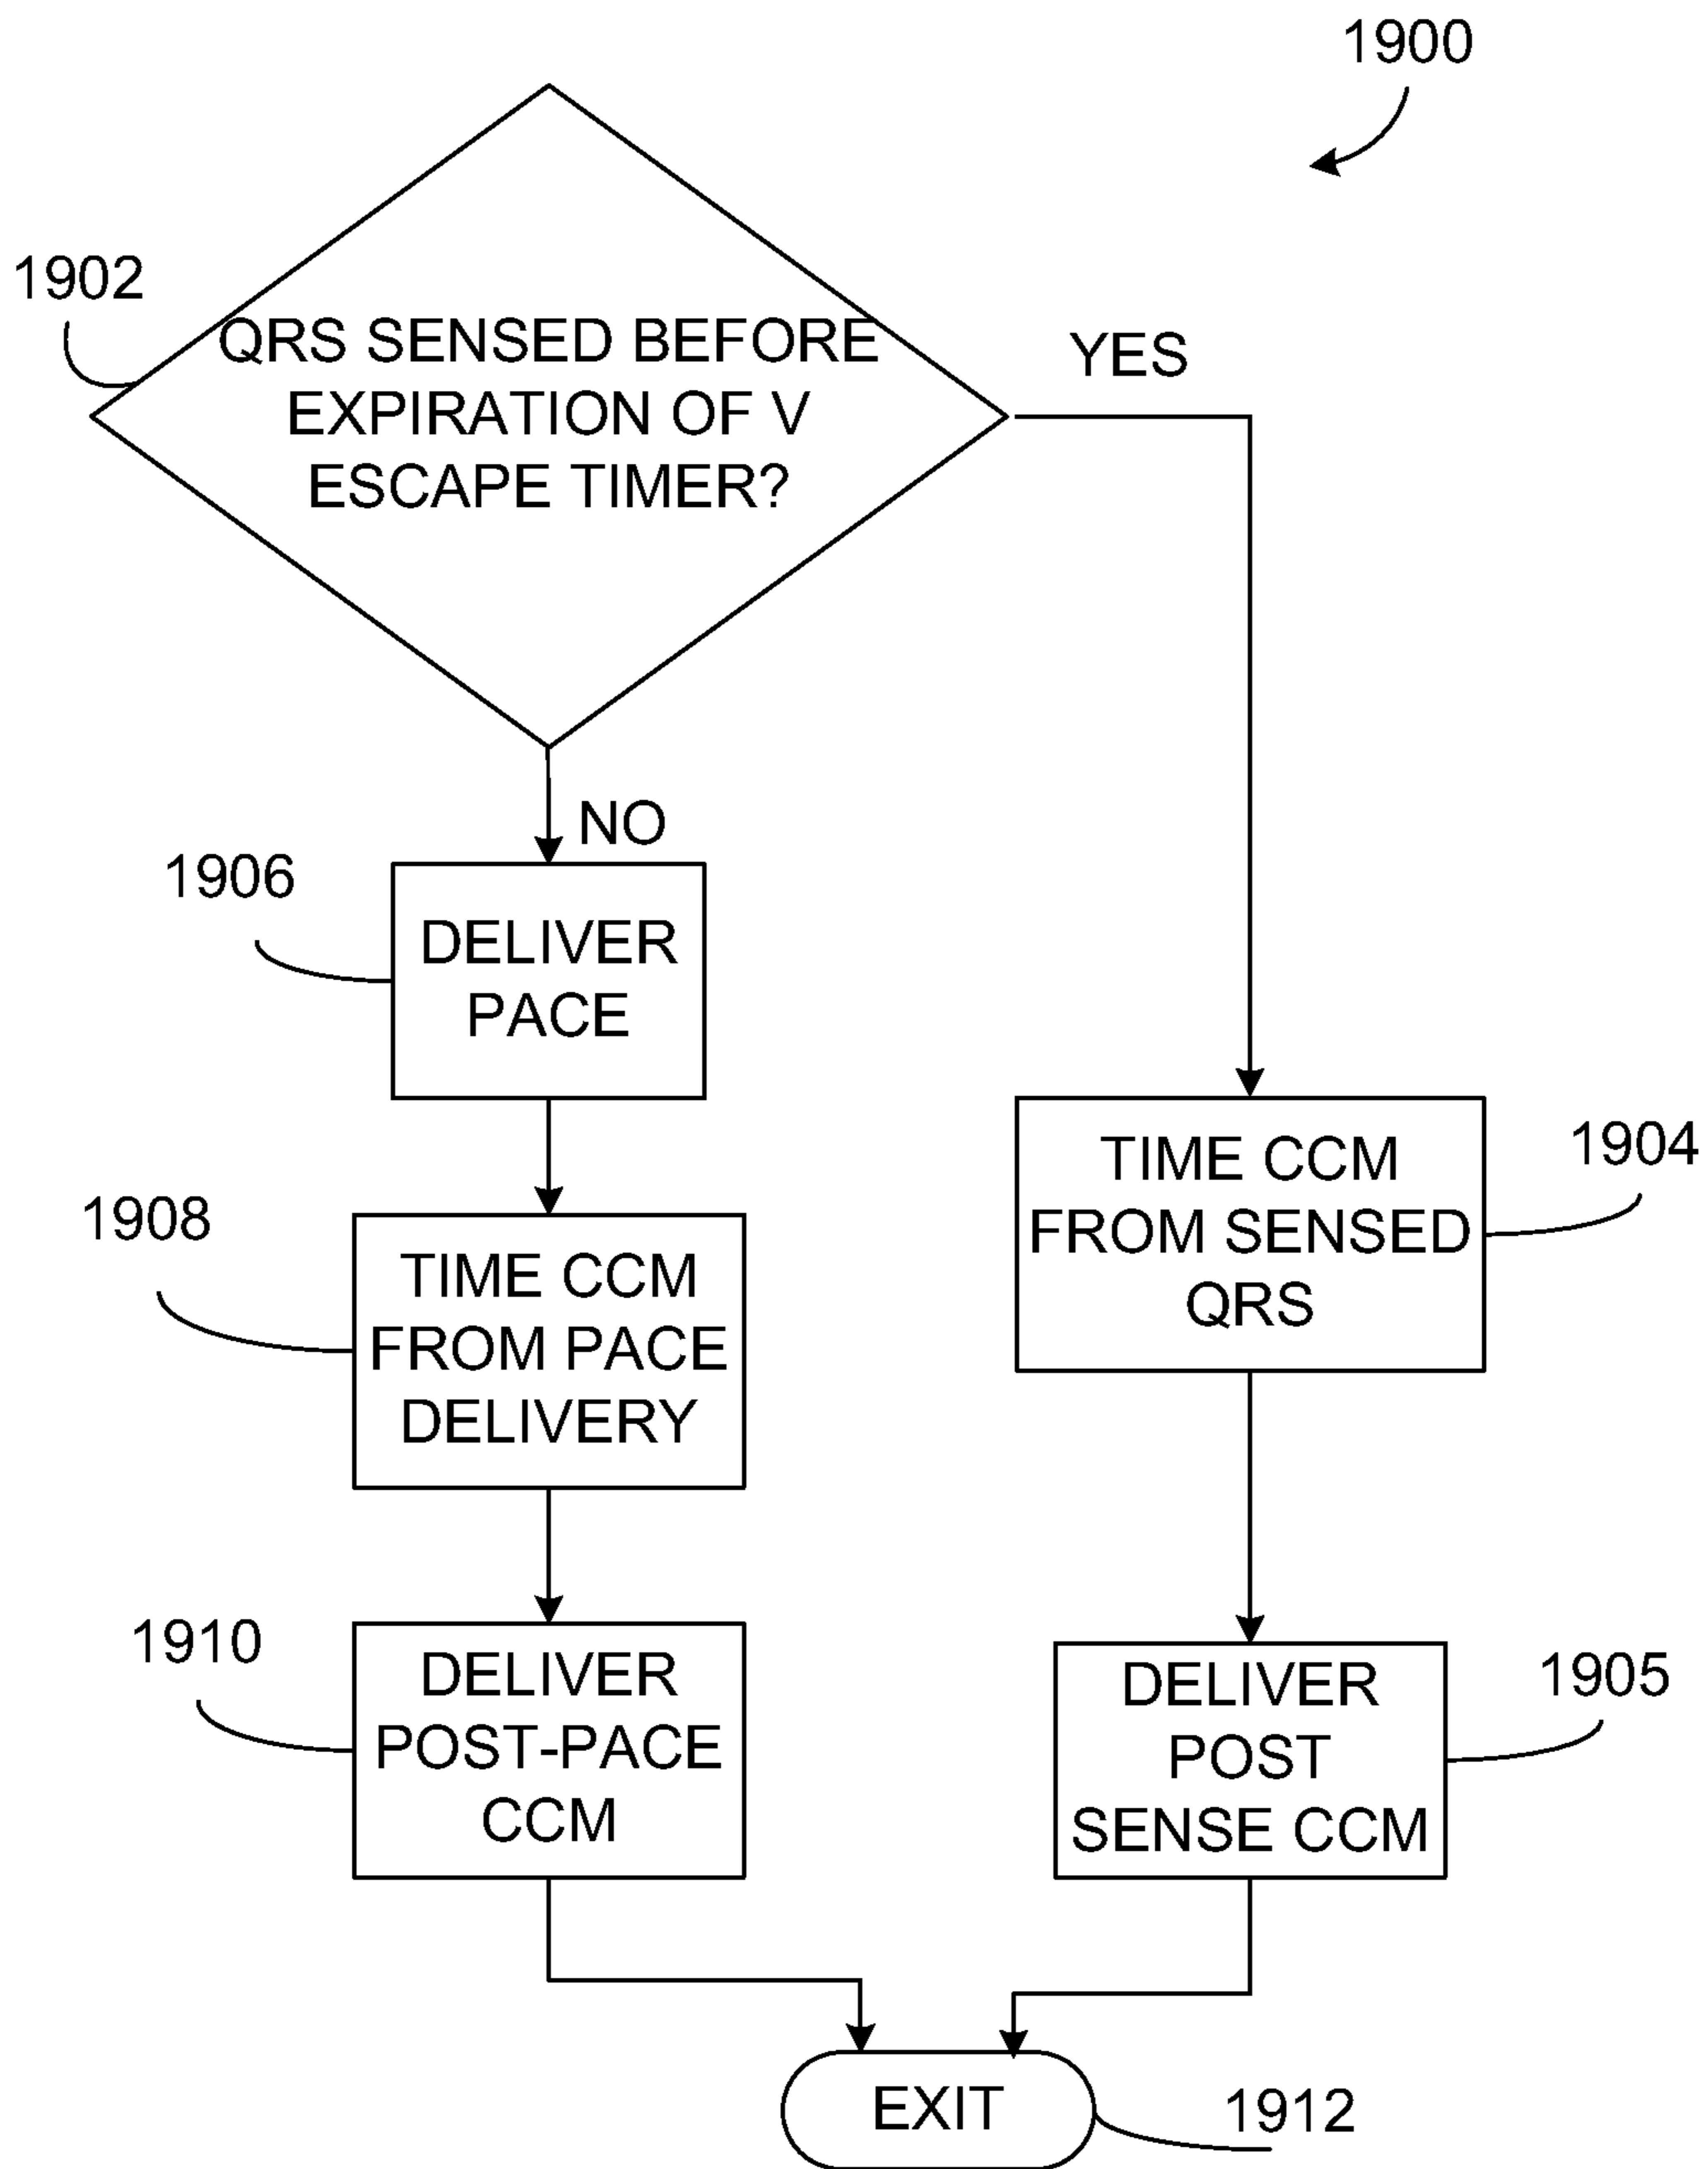 1900
1902
QRS SENSED BEFORE
EXPIRATION OF V
ESCAPE TIMER?
YES
NO
1906
DELIVER
PACE
1904
TIME CCM
FROM SENSED
QRS
1908
TIME CCM
FROM PACE
DELIVERY
1910
DELIVER
POST-PACE
CCM
1905
DELIVER
POST
SENSE CCM
EXIT
1912